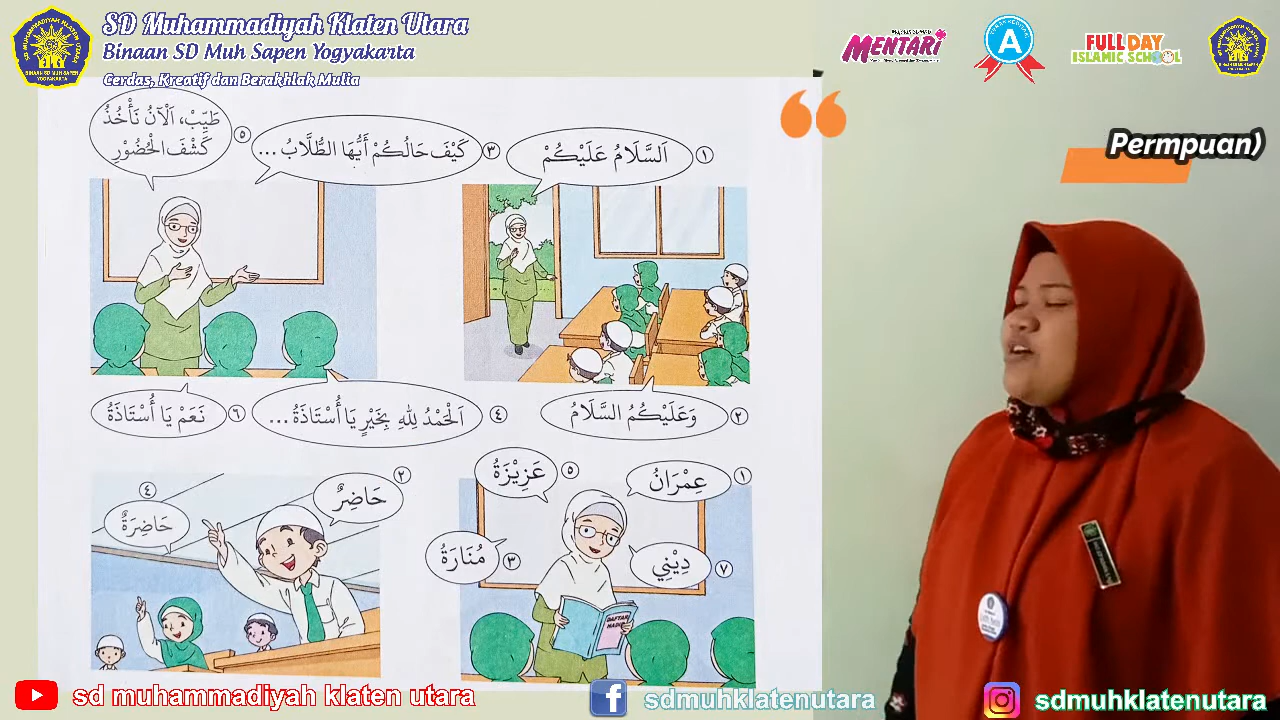 SD Muhammadiyah Klaten Utara
Binaan SD Muh Sapen Yogyakarta
Cerdas, Kreatif dan Berakhlak Mulia
MENTARI
A
FULL DAY
ISLAMIC SCHOOL
Permpuan)
١ اَلسَّلَامُ عَلَيْكُمْ
٢ وَعَلَيْكُمُ السَّلَامُ
٣ كَيْفَ حَالُكُمْ أَيُّهَا الطُّلَّابُ ...
٤ اَلْحَمْدُ لِلّٰهِ بِخَيْرٍ يَا أُسْتَاذَةُ ...
٥ طَيِّبْ، اَلْآنُ نَأْخُذُ
كَشْفَ الْحُضُوْرِ
٦ نَعَمْ يَا أُسْتَاذَةُ
١ عِمْرَانُ
٢ حَاضِرٌ
٣ مُنَارَةُ
٤ حَاضِرَةٌ
٥ عَزِيْزَةُ
٧ دِيْنِي
DAFTAR
HADIR
sd muhammadiyah klaten utara
sdmuhklatenutara
sdmuhklatenutara